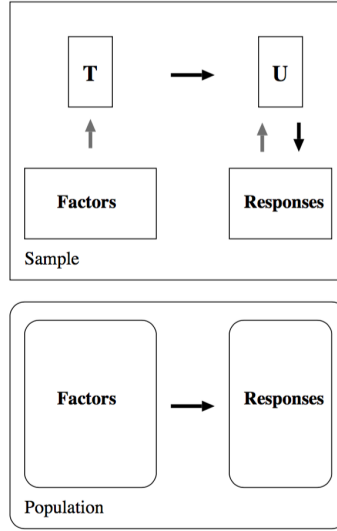 T U
Factors Responses
Sample
Factors Responses
Population